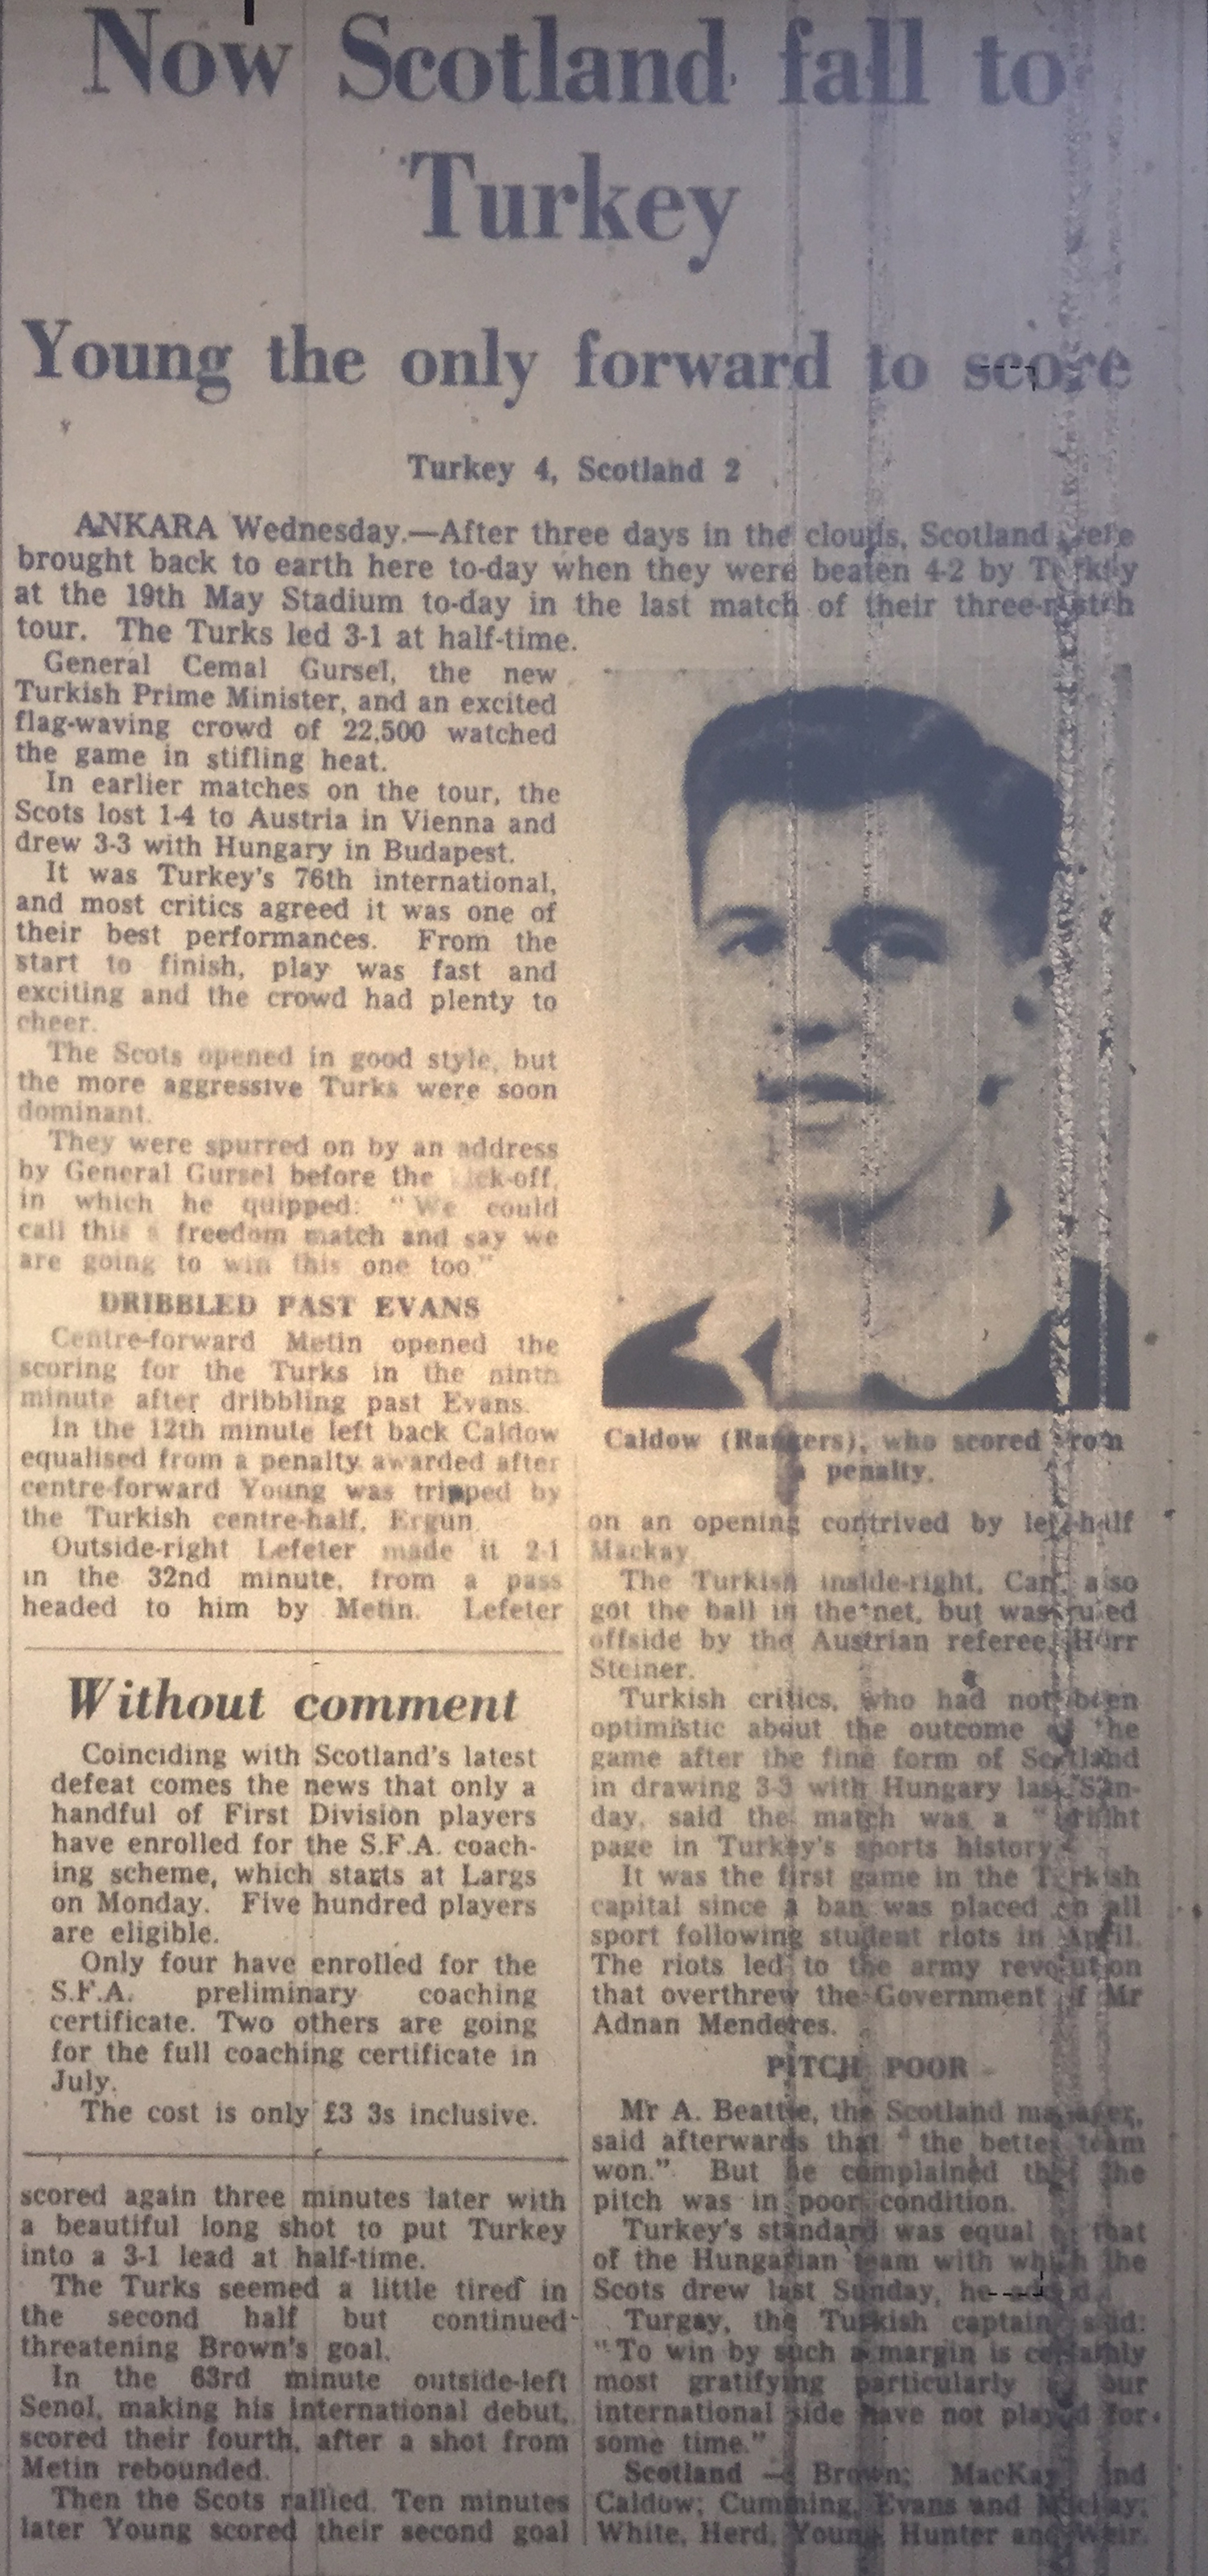 Now Scotland fall to
Turkey
Young the only forward to score
Turkey 4, Scotland 2
ANKARA Wednesday.—After three days in the clouds, Scotland were
brought back to earth here to-day when they were beaten 4-2 by Turkey
at the 19th May Stadium to-day in the last match of their three-match
tour. The Turks led 3-1 at half-time.
General Cemal Gursel, the new
Turkish Prime Minister, and an excited
flag-waving crowd of 22,500 watched
the game in stifling heat.
In earlier matches on the tour, the
Scots lost 1-4 to Austria in Vienna and
drew 3-3 with Hungary in Budapest.
It was Turkey's 76th international,
and most critics agreed it was one of
their best performances. From the
start to finish, play was fast and
exciting and the crowd had plenty to
cheer.
The Scots opened in good style, but
the more aggressive Turks were soon
dominant.
They were spurred on by an address
by General Gursel before the kick-off,
in which he quipped: "We could
call this a freedom match and say we
are going to win this one too."
DRIBBLED PAST EVANS
Centre-forward Metin opened the
scoring for the Turks in the ninth
minute after dribbling past Evans.
In the 12th minute left back Caldow
equalised from a penalty awarded after
centre-forward Young was tripped by
the Turkish centre-half, Ergun.
Outside-right Lefeter made it 2-1
in the 32nd minute, from a pass
headed to him by Metin. Lefeter
Without comment
Coinciding with Scotland's latest
defeat comes the news that only a
handful of First Division players
have enrolled for the S.F.A. coach-
ing scheme, which starts at Largs
on Monday. Five hundred players
are eligible.
Only four have enrolled for the
S.F.A. preliminary coaching
certificate. Two others are going
for the full coaching certificate in
July.
The cost is only £3 3s inclusive.
scored again three minutes later with
a beautiful long shot to put Turkey
into a 3-1 lead at half-time.
The Turks seemed a little tired in
the second half but continued
threatening Brown's goal.
In the 63rd minute outside-left
Senol, making his international debut,
scored their fourth, after a shot from
Metin rebounded.
Then the Scots rallied. Ten minutes
later Young scored their second goal
Caldow (Rangers), who scored from
a penalty.
on an opening contrived by left-half
Mackay.
The Turkish inside-right, Can, also
got the ball in the net, but was ruled
offside by the Austrian referee, Herr
Steiner.
Turkish critics, who had not been
optimistic about the outcome of the
game after the fine form of Scotland
in drawing 3-3 with Hungary last Sun-
day, said the match was a "bright
page in Turkey's sports history."
It was the first game in the Turkish
capital since a ban was placed on all
sport following student riots in April.
The riots led to the army revolution
that overthrew the Government of Mr
Adnan Menderes.
PITCH POOR
Mr A. Beattie, the Scotland manager,
said afterwards that "the better team
won." But he complained that the
pitch was in poor condition.
Turkey's standard was equal to that
of the Hungarian team with which the
Scots drew last Sunday, he added.
Turgay, the Turkish captain, said:
"To win by such a margin is certainly
most gratifying particularly as our
international side have not played for
some time."
Scotland — Brown; MacKay and
Caldow; Cumming, Evans and Mackay;
White, Herd, Young, Hunter and Weir.